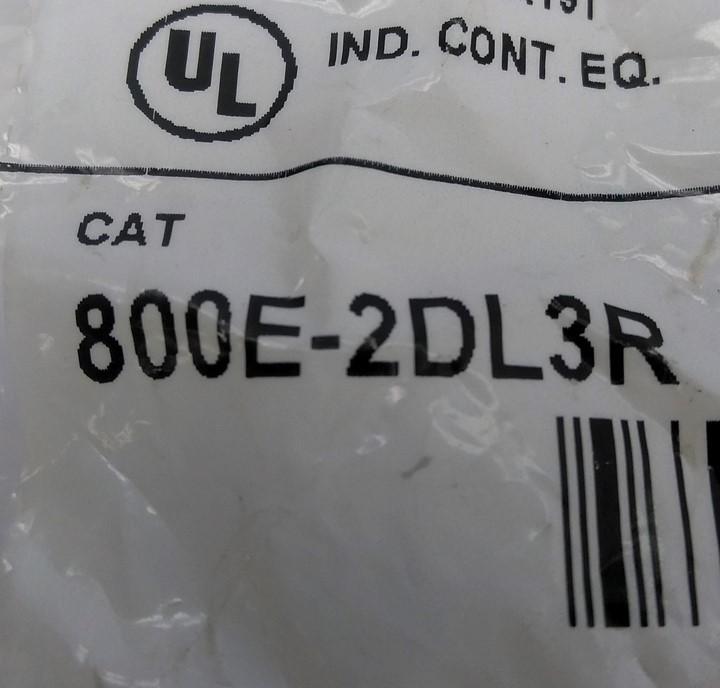 UL
IND. CONT. EQ.
CAT
800E-2DL3R